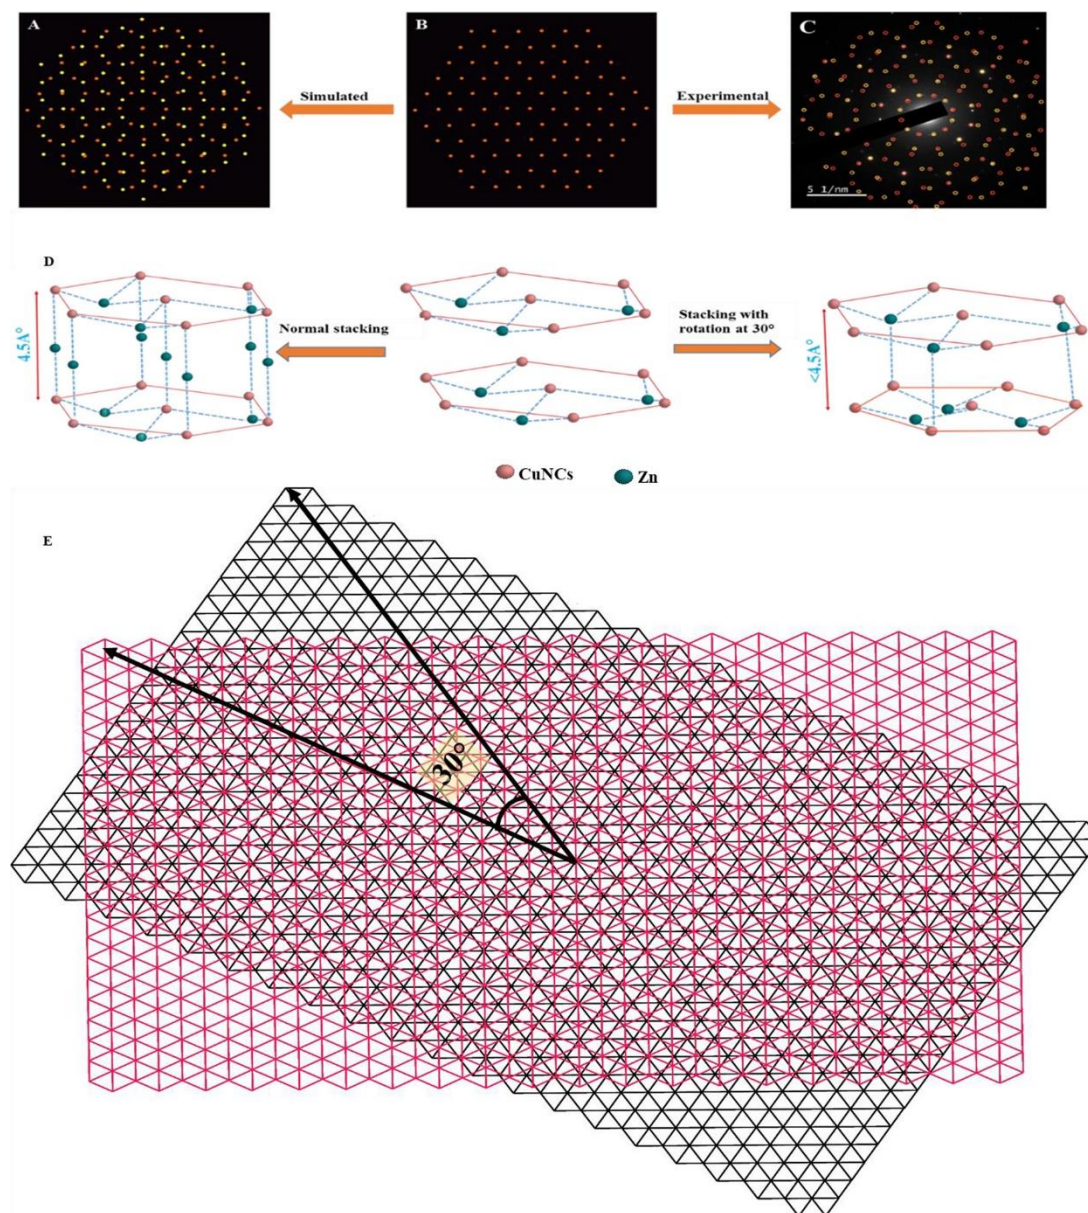 A
B
C
Simulated
Experimental
5 1/nm
D
4.5A°
Normal stacking
Stacking with
rotation at 30°
<4.5A°
CuNCs
Zn
E
30°